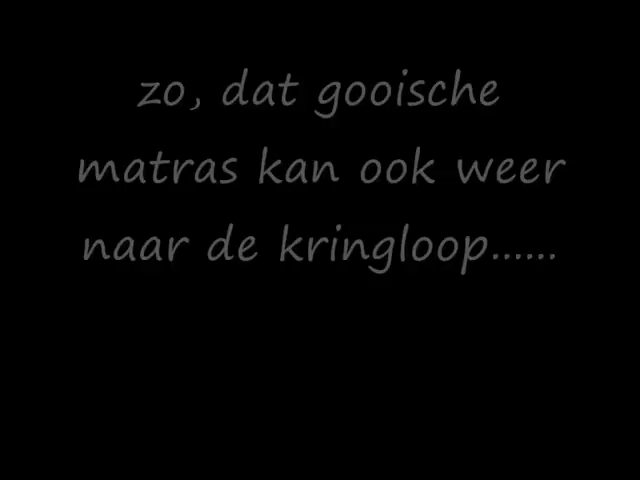 zo, dat gooische
matras kan ook weer
naar de kringloop......